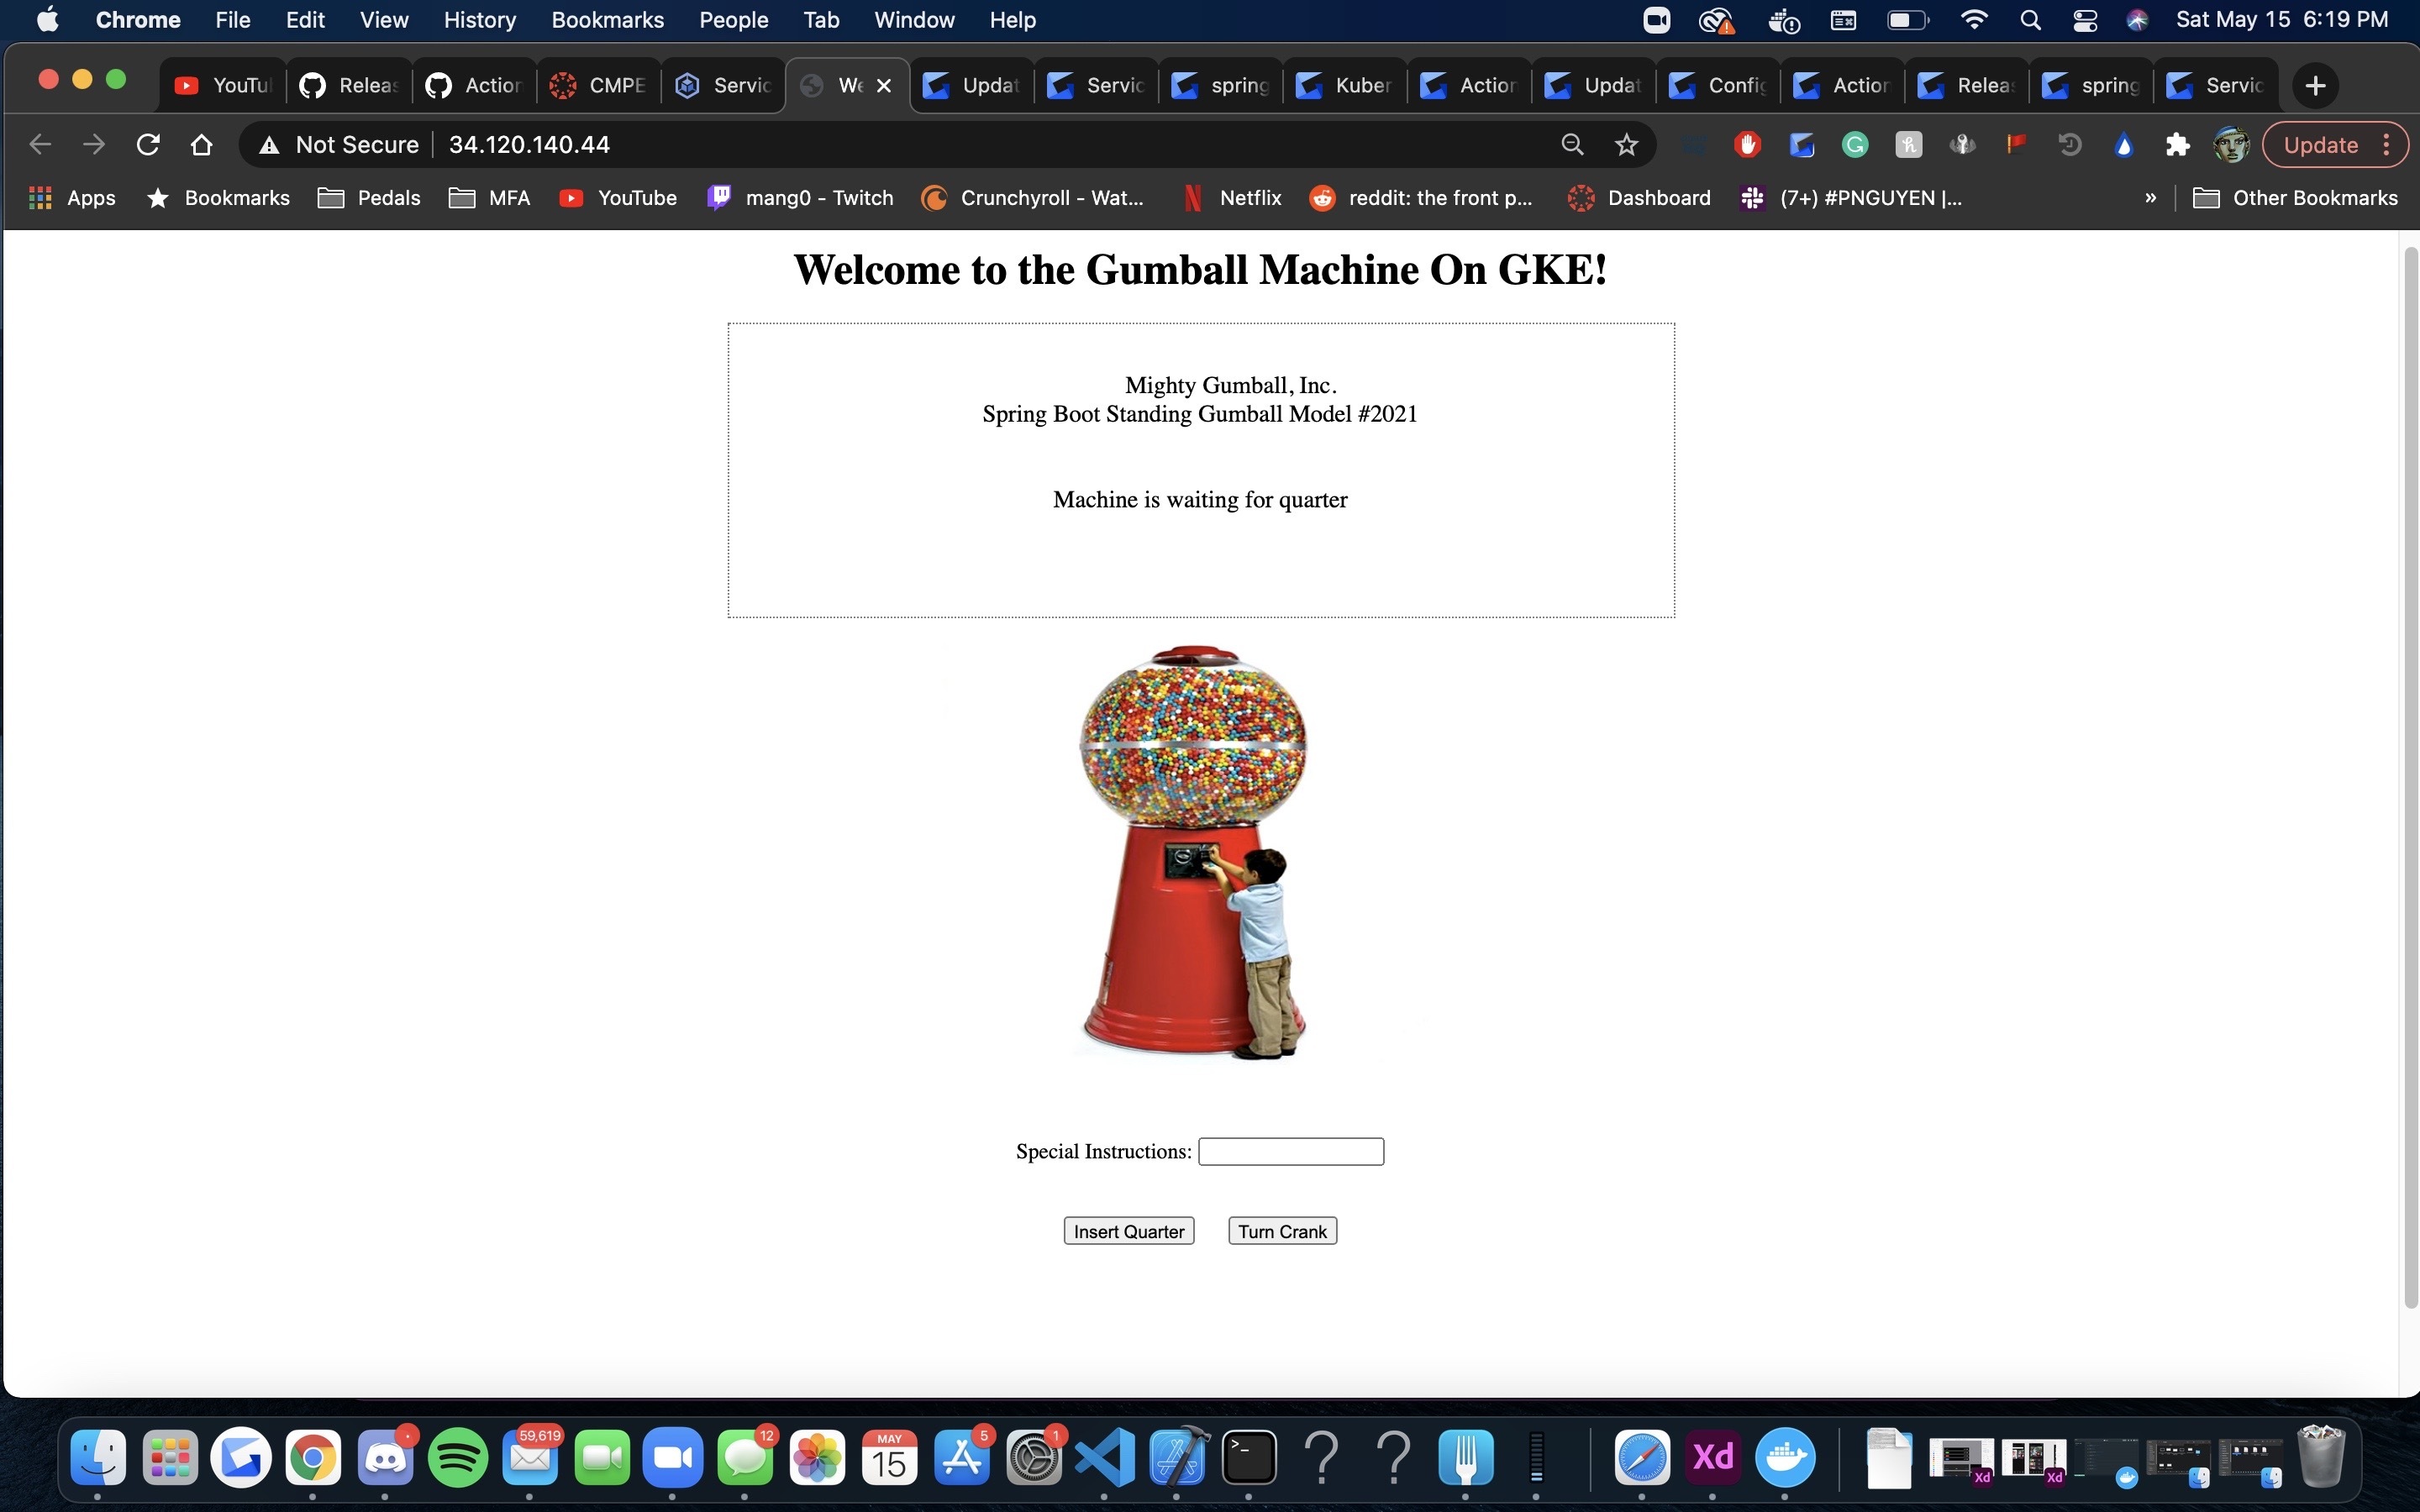 Chrome File Edit View History Bookmarks People Tab Window Help Sat May 15 6:19 PM
YouTu Releas Action CMPE Servic We Updat Servic spring Kuber Action Updat Config Action Releas spring Servic
Not Secure 34.120.140.44 Update
Apps Bookmarks Pedals MFA YouTube mang0 - Twitch Crunchyroll - Wat... Netflix reddit: the front p... Dashboard (7+) #PNGUYEN |... » Other Bookmarks
Welcome to the Gumball Machine On GKE!
Mighty Gumball, Inc.
Spring Boot Standing Gumball Model #2021
Machine is waiting for quarter
Special Instructions:
Insert Quarter Turn Crank
59,619 12 MAY 15 5 1 >_ ? ? Xd Xd Xd